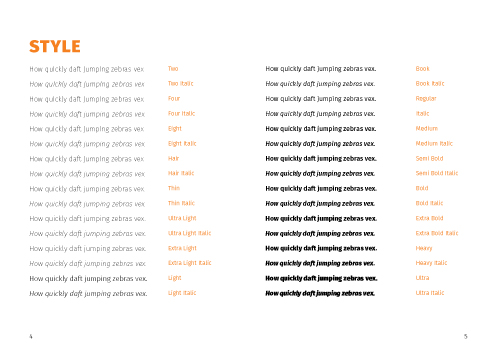 STYLE
How quickly daft jumping zebras vex Two
How quickly daft jumping zebras vex Two Italic
How quickly daft jumping zebras vex Four
How quickly daft jumping zebras vex Four Italic
How quickly daft jumping zebras vex Eight
How quickly daft jumping zebras vex. Eight Italic
How quickly daft jumping zebras vex Hair
How quickly daft jumping zebras vex. Hair Italic
How quickly daft jumping zebras vex Thin
How quickly daft jumping zebras vex. Thin Italic
How quickly daft jumping zebras vex. Ultra Light
How quickly daft jumping zebras vex. Ultra Light Italic
How quickly daft jumping zebras vex. Extra Light
How quickly daft jumping zebras vex. Extra Light Italic
How quickly daft jumping zebras vex. Light
How quickly daft jumping zebras vex. Light Italic
4
How quickly daft jumping zebras vex. Book
How quickly daft jumping zebras vex. Book Italic
How quickly daft jumping zebras vex. Regular
How quickly daft jumping zebras vex. Italic
How quickly daft jumping zebras vex. Medium
How quickly daft jumping zebras vex. Medium Italic
How quickly daft jumping zebras vex. Semi Bold
How quickly daft jumping zebras vex. Semi Bold Italic
How quickly daft jumping zebras vex. Bold
How quickly daft jumping zebras vex. Bold Italic
How quickly daft jumping zebras vex. Extra Bold
How quickly daft jumping zebras vex. Extra Bold Italic
How quickly daft jumping zebras vex. Heavy
How quickly daft jumping zebras vex. Heavy Italic
How quickly daft jumping zebras vex. Ultra
How quickly daft jumping zebras vex. Ultra Italic
5